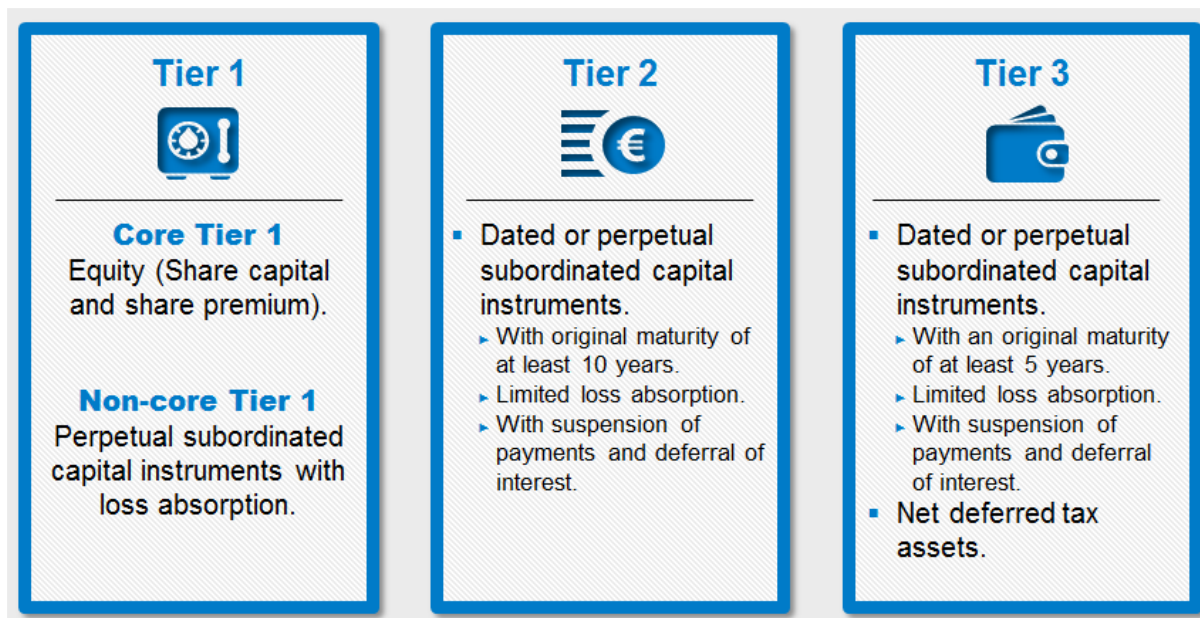 Tier 1
Core Tier 1
Equity (Share capital
and share premium).
Non-core Tier 1
Perpetual subordinated
capital instruments with
loss absorption.
Tier 2
€
▪ Dated or perpetual
subordinated capital
instruments.
► With original maturity of
at least 10 years.
► Limited loss absorption.
► With suspension of
payments and deferral of
interest.
Tier 3
▪ Dated or perpetual
subordinated capital
instruments.
► With an original maturity
of at least 5 years.
► Limited loss absorption.
► With suspension of
payments and deferral
of interest.
▪ Net deferred tax
assets.